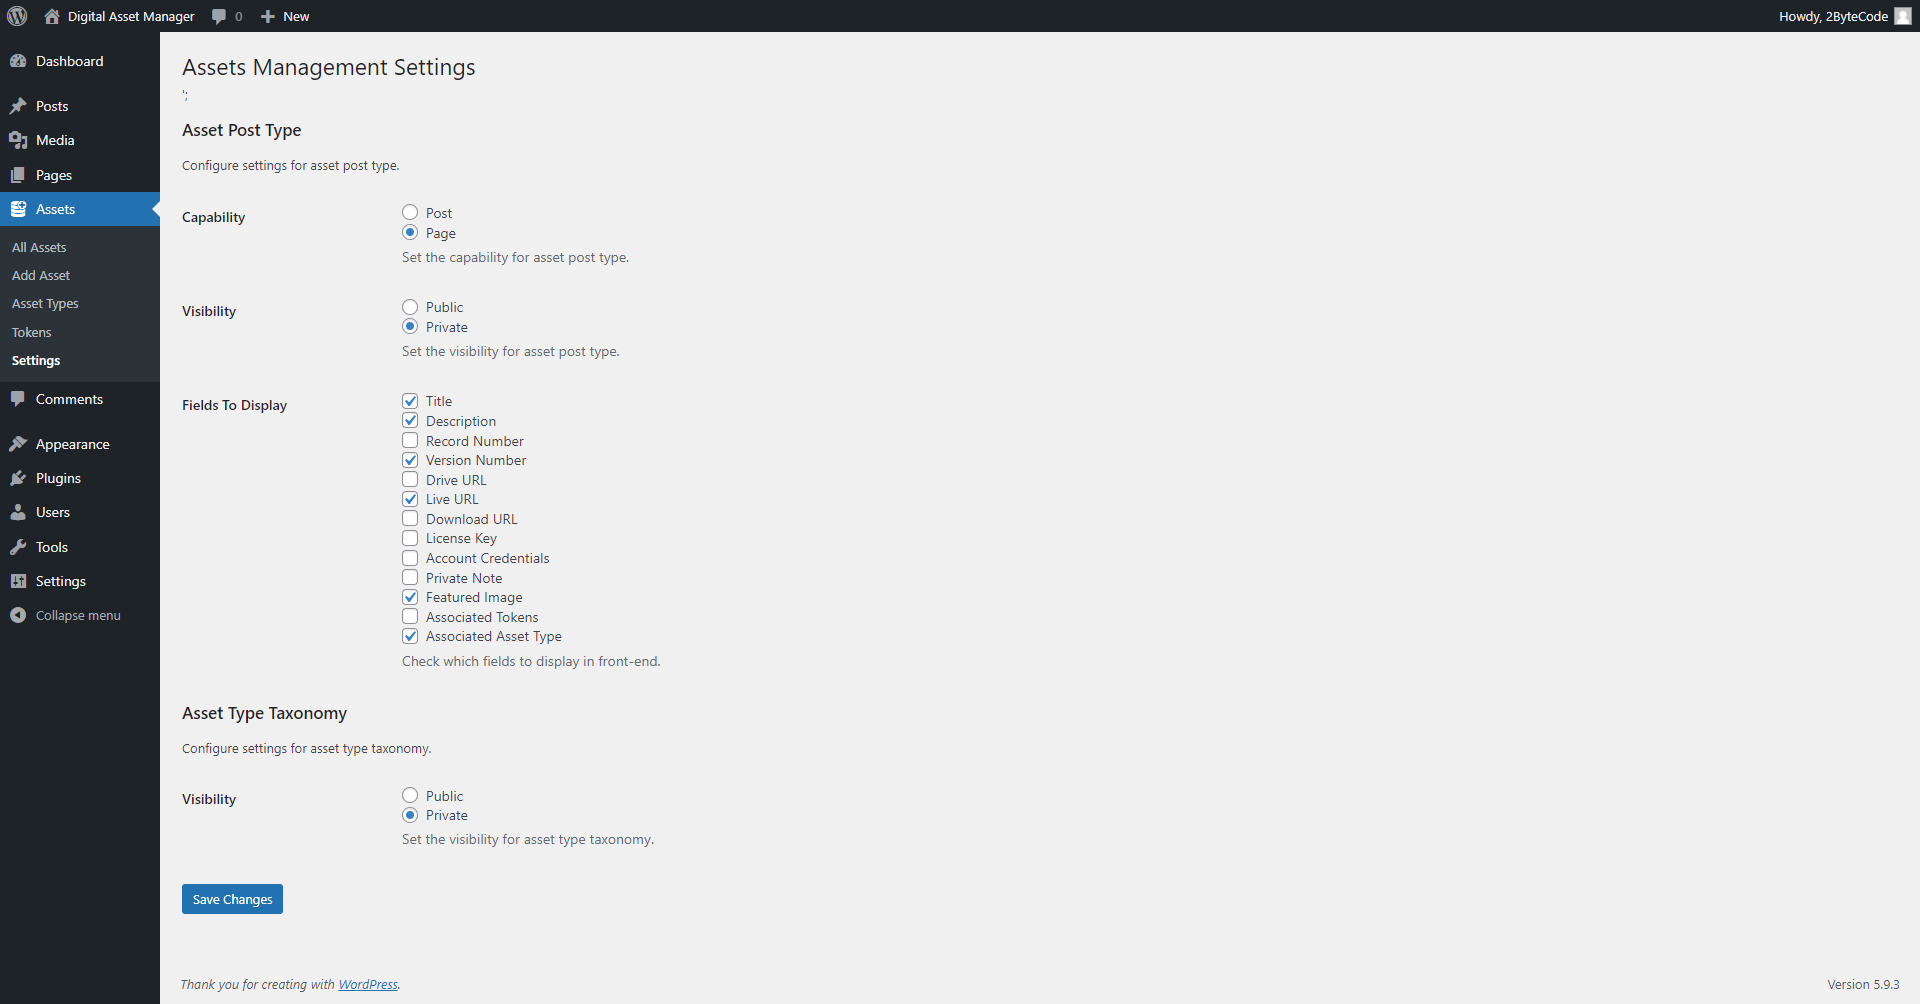 Digital Asset Manager
0
New
Howdy, 2ByteCode
Dashboard
Posts
Media
Pages
Assets
All Assets
Add Asset
Asset Types
Tokens
Settings
Comments
Appearance
Plugins
Users
Tools
Settings
Collapse menu
Assets Management Settings
';
Asset Post Type
Configure settings for asset post type.
Capability
Post
Page
Set the capability for asset post type.
Visibility
Public
Private
Set the visibility for asset post type.
Fields To Display
Title
Description
Record Number
Version Number
Drive URL
Live URL
Download URL
License Key
Account Credentials
Private Note
Featured Image
Associated Tokens
Associated Asset Type
Check which fields to display in front-end.
Asset Type Taxonomy
Configure settings for asset type taxonomy.
Visibility
Public
Private
Set the visibility for asset type taxonomy.
Save Changes
Thank you for creating with WordPress.
Version 5.9.3